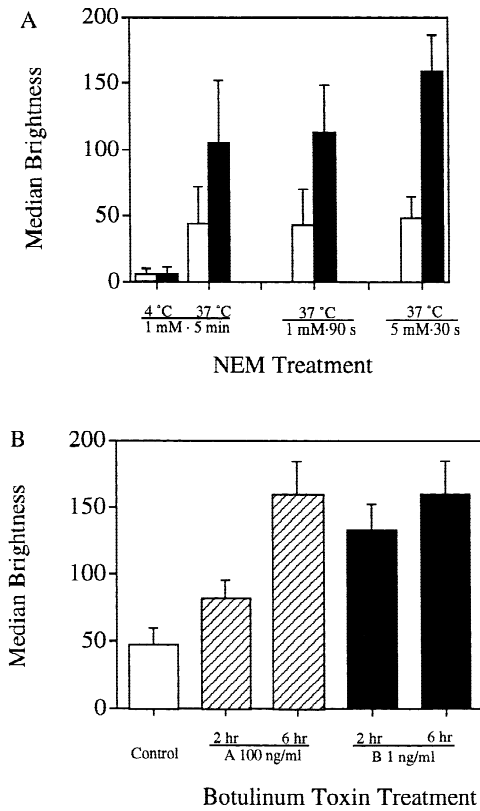 A
200
150
100
50
0
Median Brightness
4 °C 37 °C 37 °C 37 °C
1 mM · 5 min 1 mM·90 s 5 mM·30 s
NEM Treatment
B
200
150
100
50
0
Median Brightness
2 hr 6 hr 2 hr 6 hr
Control A 100 ng/ml B 1 ng/ml
Botulinum Toxin Treatment